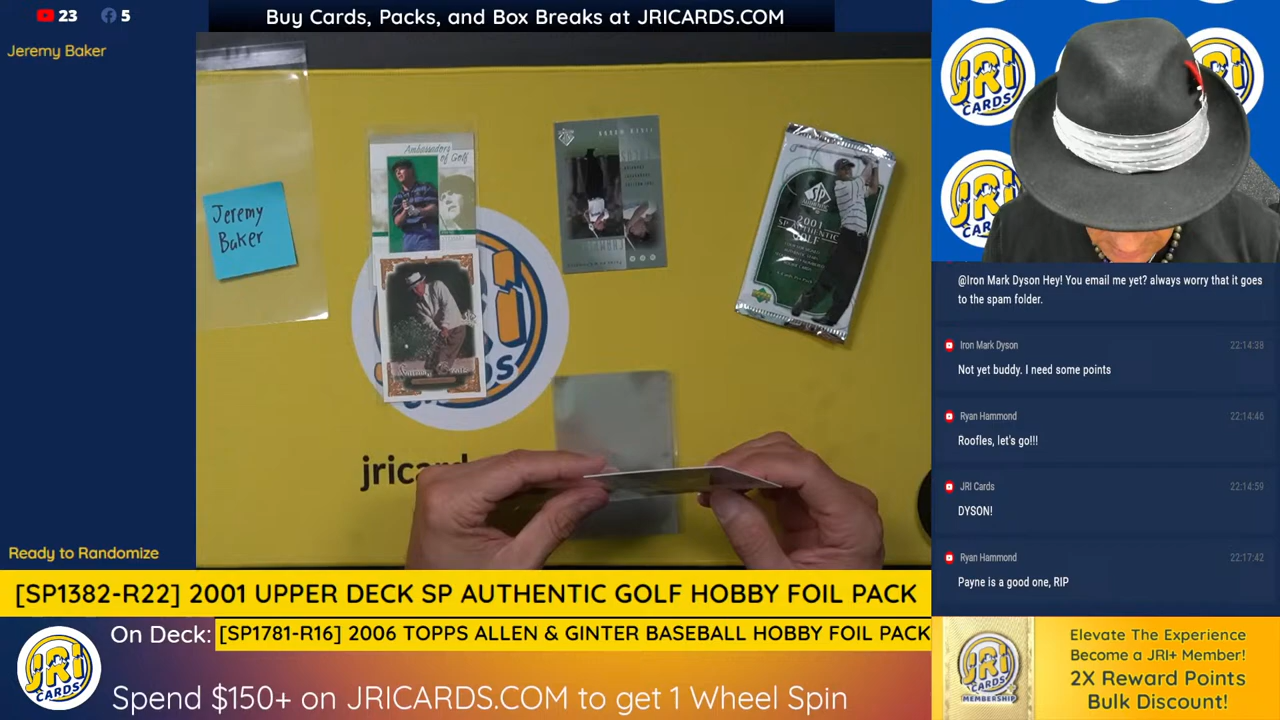 23
5
Buy Cards, Packs, and Box Breaks at JRICARDS.COM
Jeremy Baker
Jeremy
Baker
Ambassadors
of Golf
SP
2001
SP AUTHENTIC
GOLF
JRI
CARDS
JRI
CARDS
@Iron Mark Dyson Hey! You email me yet? always worry that it goes
to the spam folder.
Iron Mark Dyson 22:14:38
Not yet buddy. I need some points
Ryan Hammond 22:14:46
Roofles, let's go!!!
JRI Cards 22:14:59
DYSON!
Ryan Hammond 22:17:42
Payne is a good one, RIP
Ready to Randomize
[SP1382-R22] 2001 UPPER DECK SP AUTHENTIC GOLF HOBBY FOIL PACK
On Deck: [SP1781-R16] 2006 TOPPS ALLEN & GINTER BASEBALL HOBBY FOIL PACK
JRI
CARDS
Spend $150+ on JRICARDS.COM to get 1 Wheel Spin
JRI
CARDS
MEMBERSHIP
Elevate The Experience
Become a JRI+ Member!
2X Reward Points
Bulk Discount!